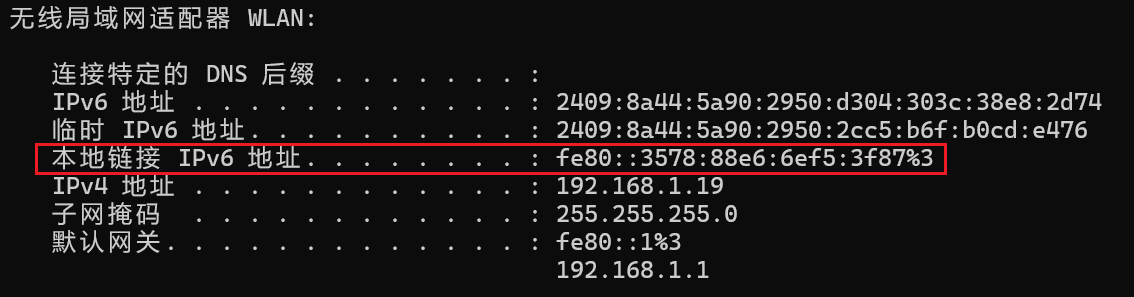 无线局域网适配器 WLAN:
连接特定的 DNS 后缀 . . . . . . . :
IPv6 地址 . . . . . . . . . . . . : 2409:8a44:5a90:2950:d304:303c:38e8:2d74
临时 IPv6 地址. . . . . . . . . . : 2409:8a44:5a90:2950:2cc5:b6f:b0cd:e476
本地链接 IPv6 地址. . . . . . . . : fe80::3578:88e6:6ef5:3f87%3
IPv4 地址 . . . . . . . . . . . . : 192.168.1.19
子网掩码  . . . . . . . . . . . . : 255.255.255.0
默认网关. . . . . . . . . . . . . : fe80::1%3
192.168.1.1